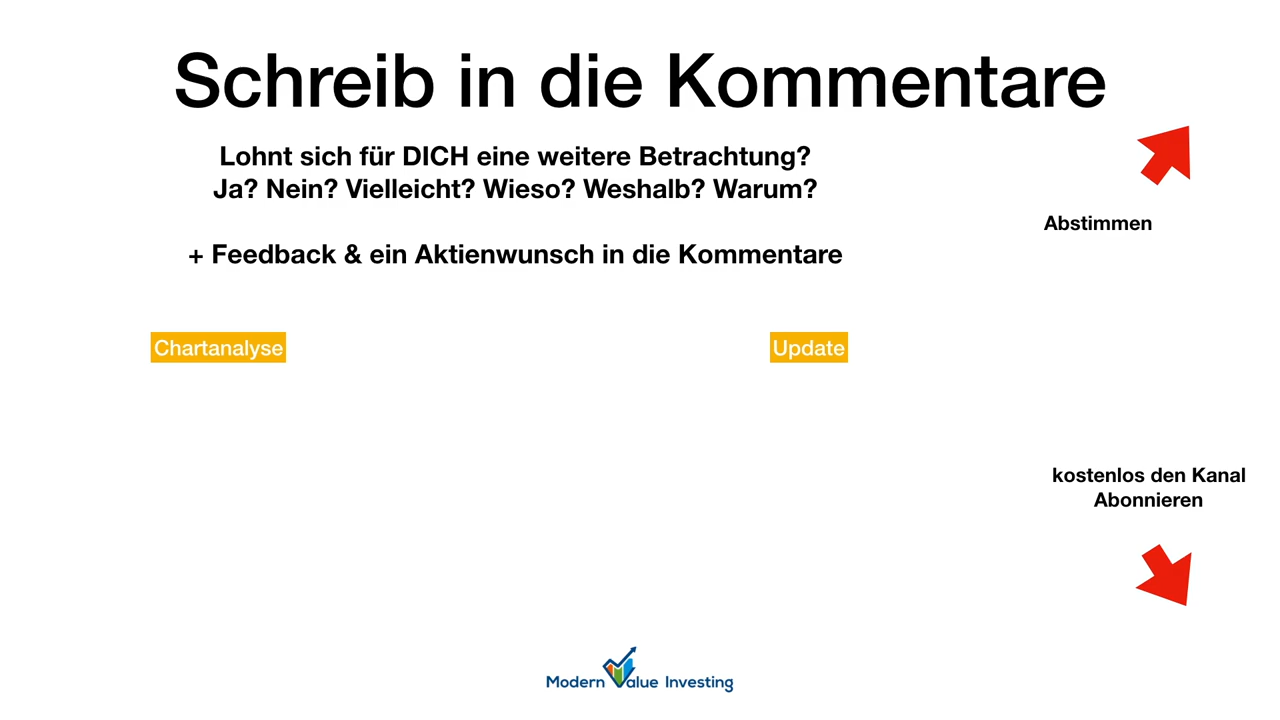 Schreib in die Kommentare
Lohnt sich für DICH eine weitere Betrachtung?
Ja? Nein? Vielleicht? Wieso? Weshalb? Warum?
Abstimmen
+ Feedback & ein Aktienwunsch in die Kommentare
Chartanalyse
Update
kostenlos den Kanal
Abonnieren
Modern Value Investing